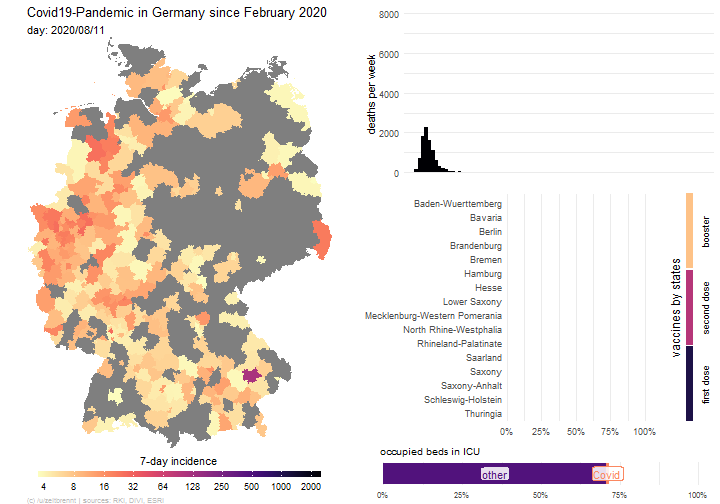 Covid19-Pandemic in Germany since February 2020
day: 2020/08/11
7-day incidence
4 8 16 32 64 128 256 500 1000 2000
(c) /u/zeitbrennt | sources: RKI, DIVI, ESRI
deaths per week
8000
6000
4000
2000
0
Baden-Wuerttemberg
Bavaria
Berlin
Brandenburg
Bremen
Hamburg
Hesse
Lower Saxony
Mecklenburg-Western Pomerania
North Rhine-Westphalia
Rhineland-Palatinate
Saarland
Saxony
Saxony-Anhalt
Schleswig-Holstein
Thuringia
0% 25% 50% 75% 100%
vaccines by states
booster
second dose
first dose
occupied beds in ICU
other Covid
0% 25% 50% 75% 100%